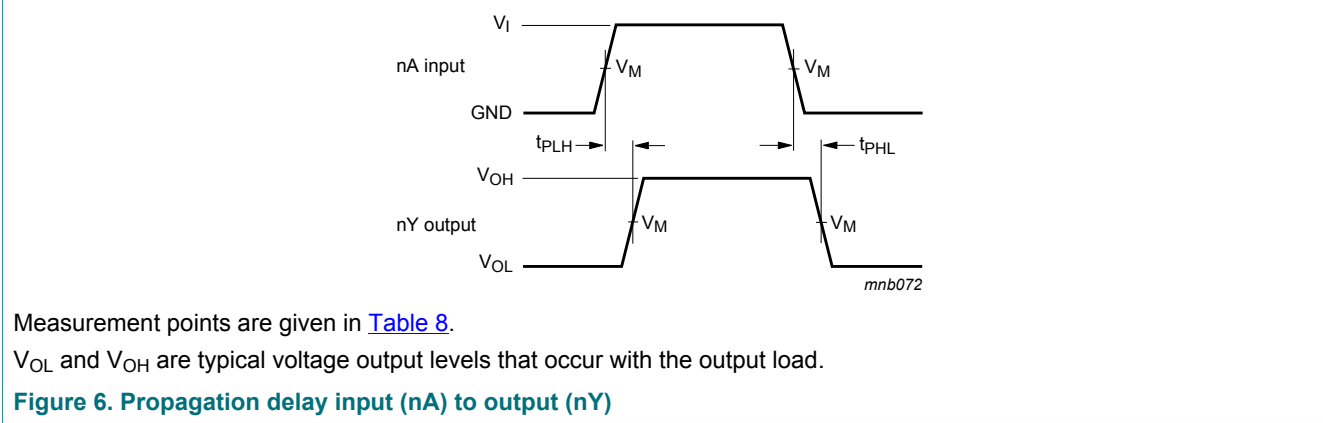 V_I
nA input
V_M V_M
GND
t_PLH t_PHL
V_OH
nY output
V_M V_M
V_OL
mnb072
Measurement points are given in Table 8.
V_OL and V_OH are typical voltage output levels that occur with the output load.
Figure 6. Propagation delay input (nA) to output (nY)